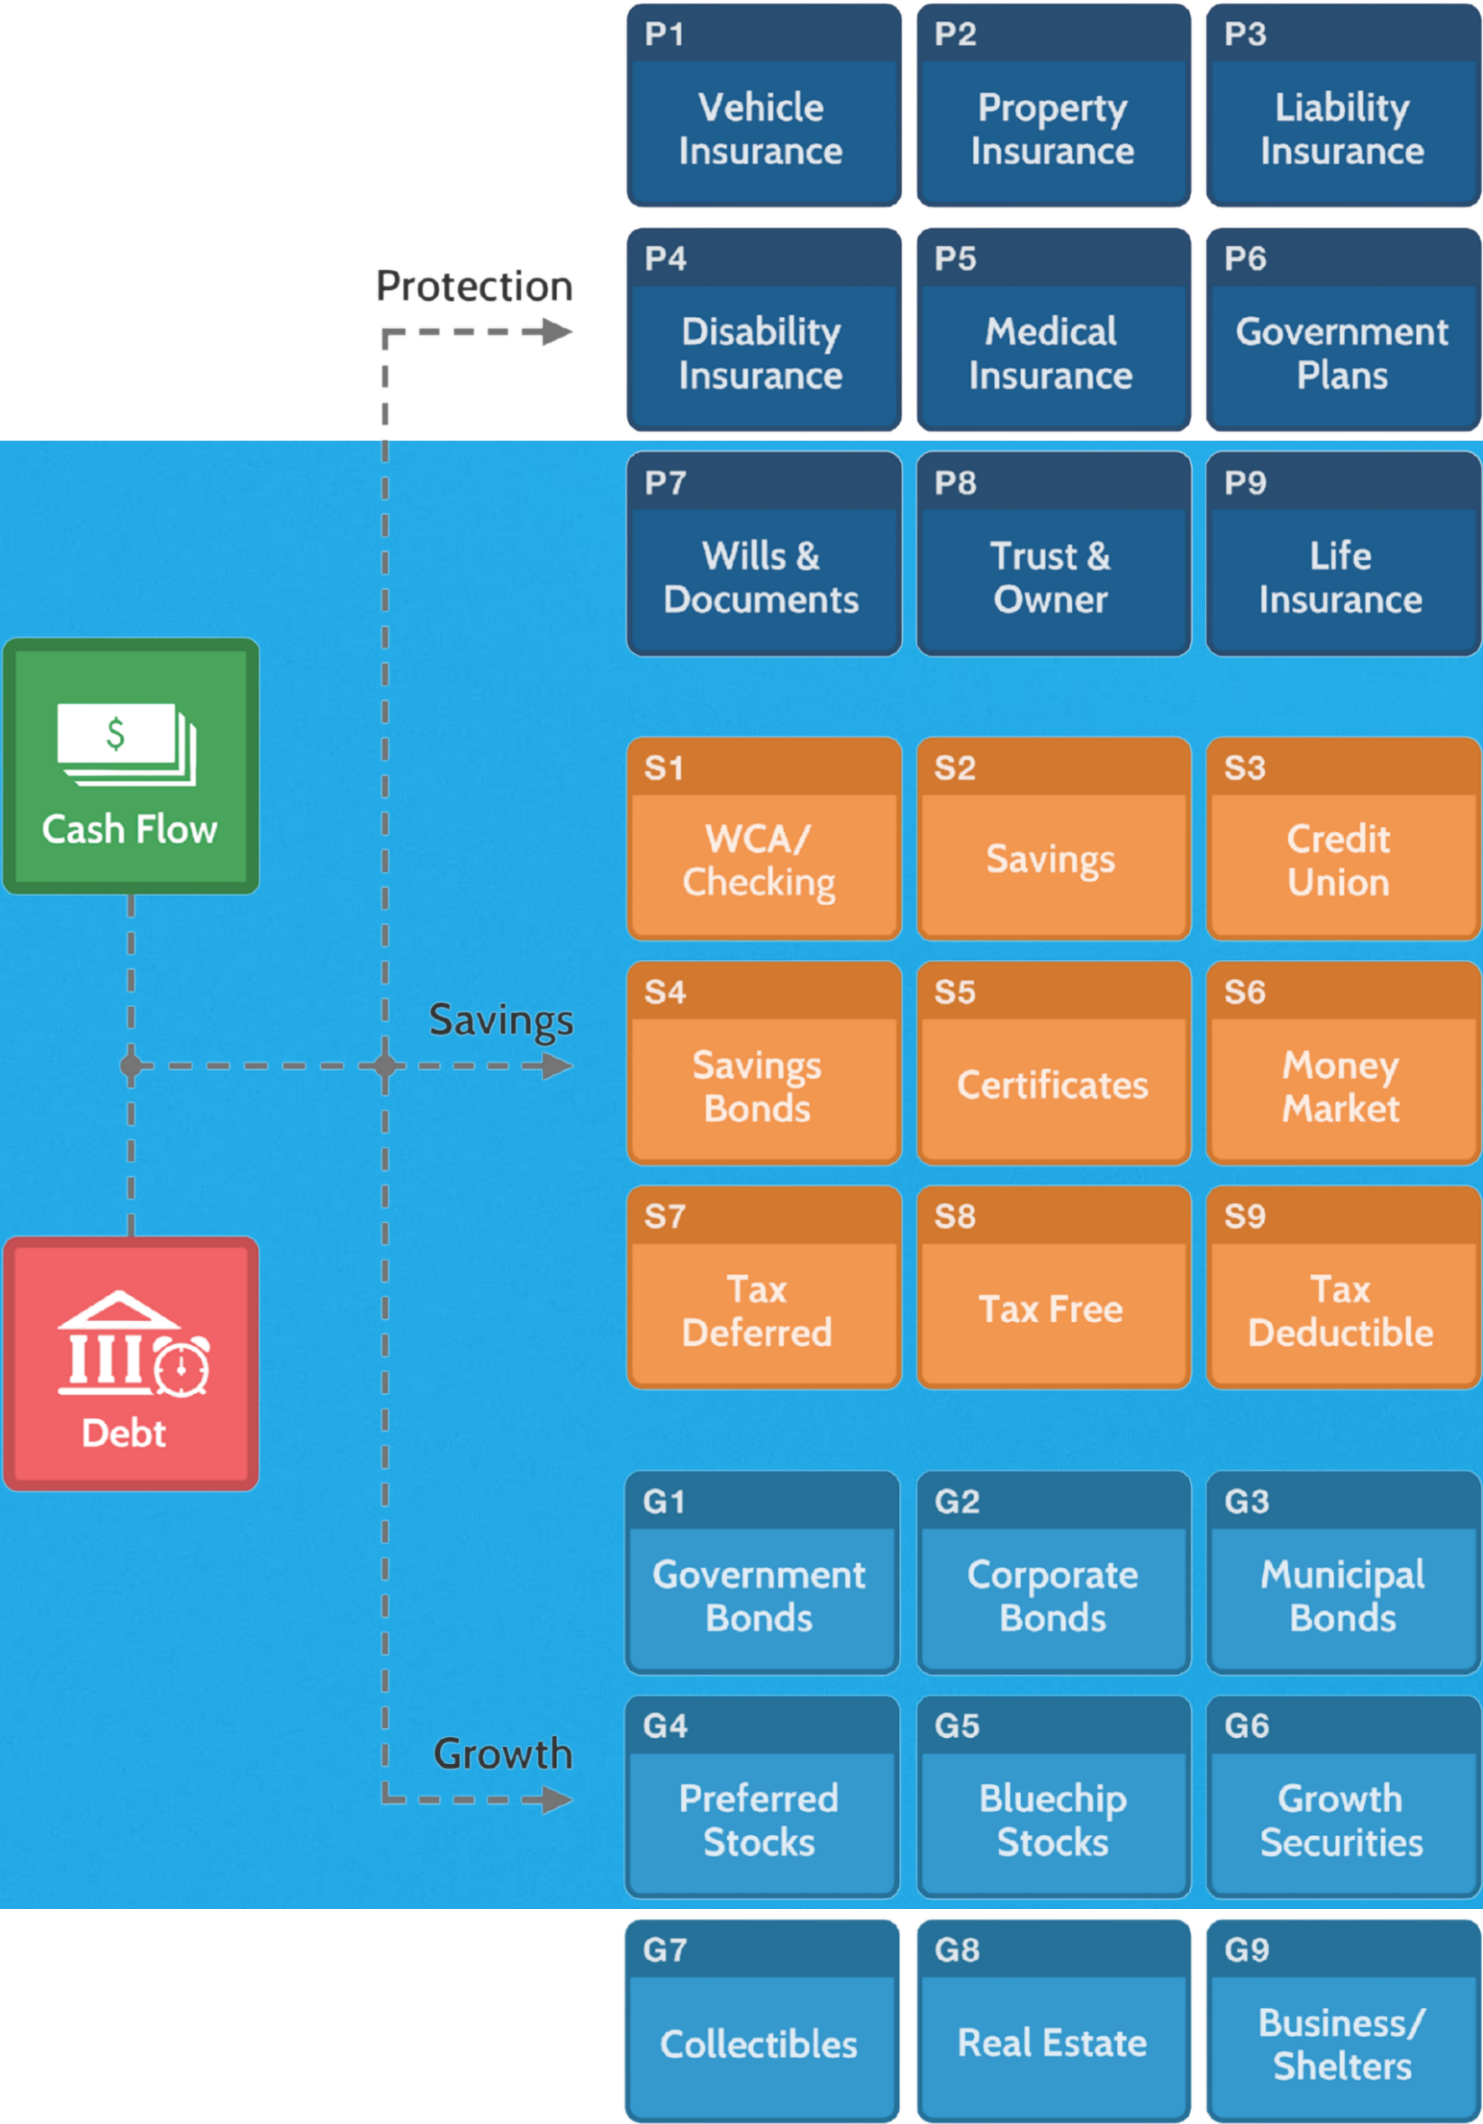 P1
Vehicle
Insurance
P2
Property
Insurance
P3
Liability
Insurance
Protection
P4
Disability
Insurance
P5
Medical
Insurance
P6
Government
Plans
P7
Wills &
Documents
P8
Trust &
Owner
P9
Life
Insurance
$
Cash Flow
S1
WCA/
Checking
S2
Savings
S3
Credit
Union
Savings
S4
Savings
Bonds
S5
Certificates
S6
Money
Market
S7
Tax
Deferred
S8
Tax Free
S9
Tax
Deductible
Debt
G1
Government
Bonds
G2
Corporate
Bonds
G3
Municipal
Bonds
Growth
G4
Preferred
Stocks
G5
Bluechip
Stocks
G6
Growth
Securities
G7
Collectibles
G8
Real Estate
G9
Business/
Shelters